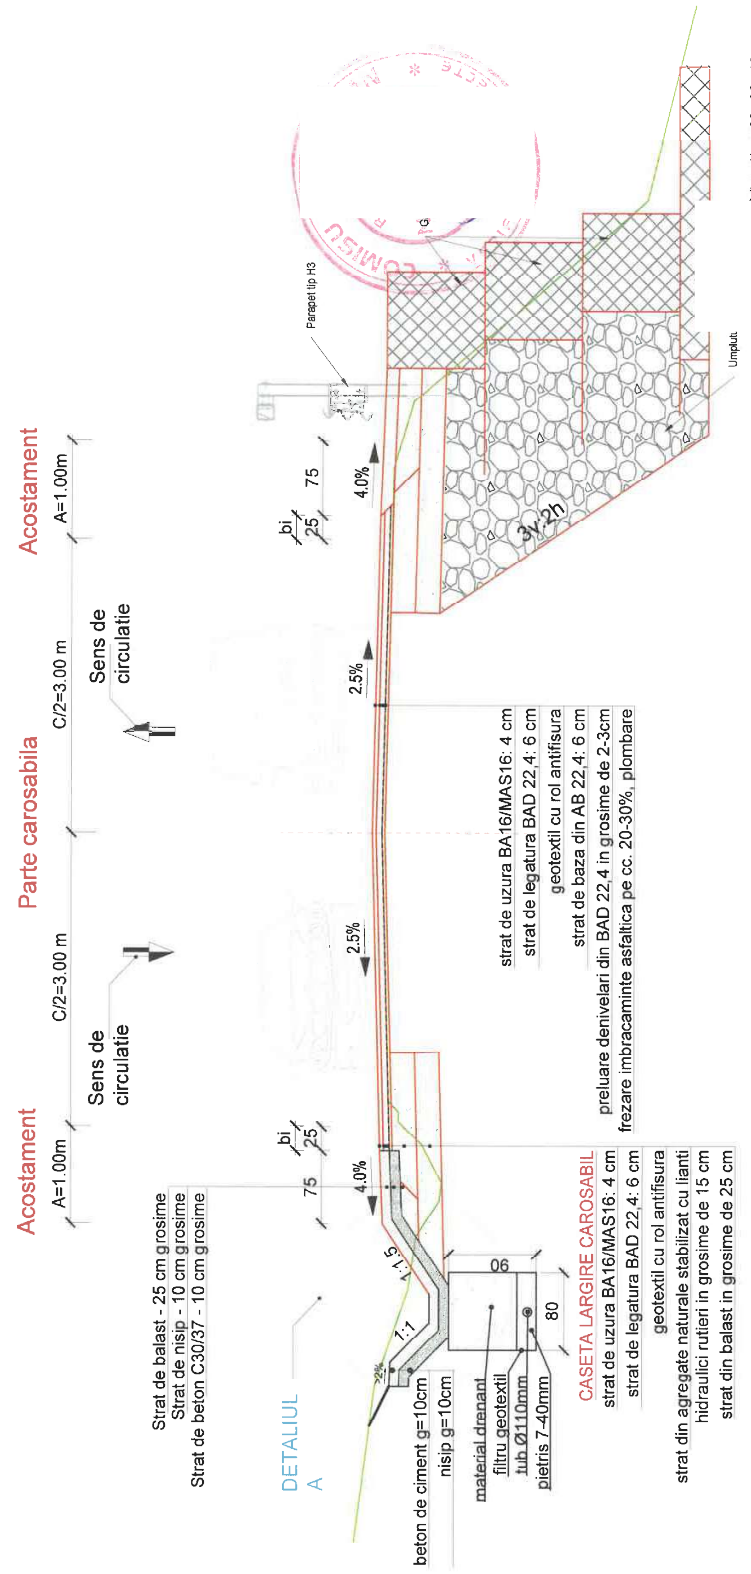 Acostament
Parte carosabila
Acostament
A=1.00m
C/2=3.00 m
C/2=3.00 m
A=1.00m
Sens de
circulatie
Sens de
circulatie
Strat de balast - 25 cm grosime
Strat de nisip - 10 cm grosime
Strat de beton C30/37 - 10 cm grosime
DETALIUL
A
75
bi
25
bi
25
75
Parapet tip H3
4.0%
2.5%
2.5%
4.0%
1:1.5
1:1
>2%
G
COMISU
3v:2h
Umplutu
beton de ciment g=10cm
nisip g=10cm
material drenant
filtru geotextil
tub Ø110mm
pietris 7-40mm
90
80
strat de uzura BA16/MAS16: 4 cm
strat de legatura BAD 22,4: 6 cm
geotextil cu rol antifisura
strat de baza din AB 22,4: 6 cm
preluare denivelari din BAD 22,4 in grosime de 2-3cm
frezare imbracaminte asfaltica pe cc. 20-30%, plombare
CASETA LARGIRE CAROSABIL
strat de uzura BA16/MAS16: 4 cm
strat de legatura BAD 22,4: 6 cm
geotextil cu rol antifisura
strat din agregate naturale stabilizat cu lianti
hidraulici rutieri in grosime de 15 cm
strat din balast in grosime de 25 cm